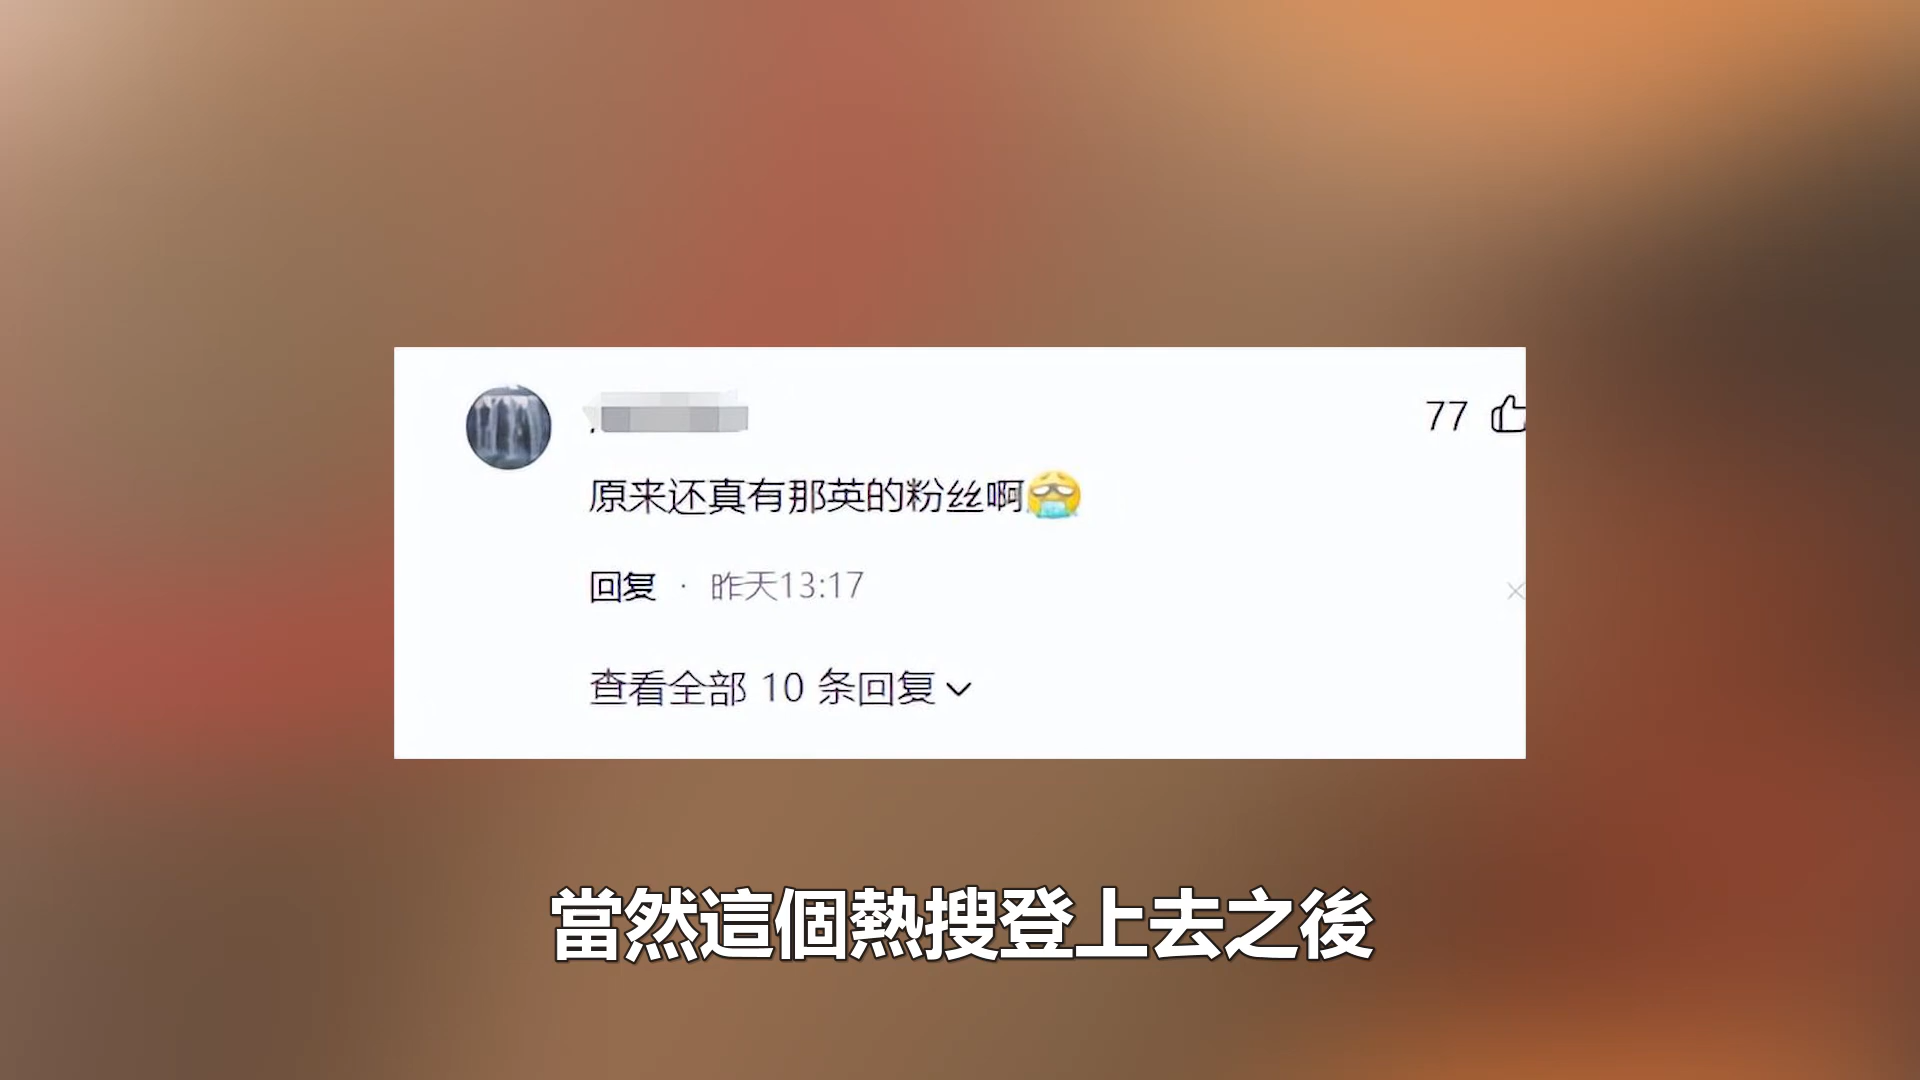 77
原来还真有那英的粉丝啊
回复 · 昨天13:17
查看全部 10 条回复
當然這個熱搜登上去之後